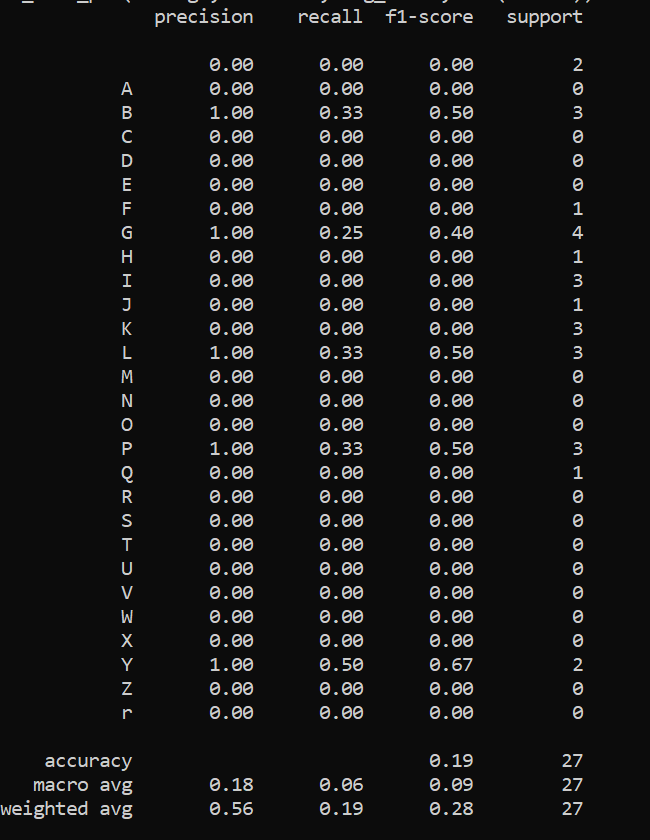 precision recall f1-score support
0.00 0.00 0.00 2
A 0.00 0.00 0.00 0
B 1.00 0.33 0.50 3
C 0.00 0.00 0.00 0
D 0.00 0.00 0.00 0
E 0.00 0.00 0.00 0
F 0.00 0.00 0.00 1
G 1.00 0.25 0.40 4
H 0.00 0.00 0.00 1
I 0.00 0.00 0.00 3
J 0.00 0.00 0.00 1
K 0.00 0.00 0.00 3
L 1.00 0.33 0.50 3
M 0.00 0.00 0.00 0
N 0.00 0.00 0.00 0
O 0.00 0.00 0.00 0
P 1.00 0.33 0.50 3
Q 0.00 0.00 0.00 1
R 0.00 0.00 0.00 0
S 0.00 0.00 0.00 0
T 0.00 0.00 0.00 0
U 0.00 0.00 0.00 0
V 0.00 0.00 0.00 0
W 0.00 0.00 0.00 0
X 0.00 0.00 0.00 0
Y 1.00 0.50 0.67 2
Z 0.00 0.00 0.00 0
r 0.00 0.00 0.00 0
accuracy 0.19 27
macro avg 0.18 0.06 0.09 27
weighted avg 0.56 0.19 0.28 27